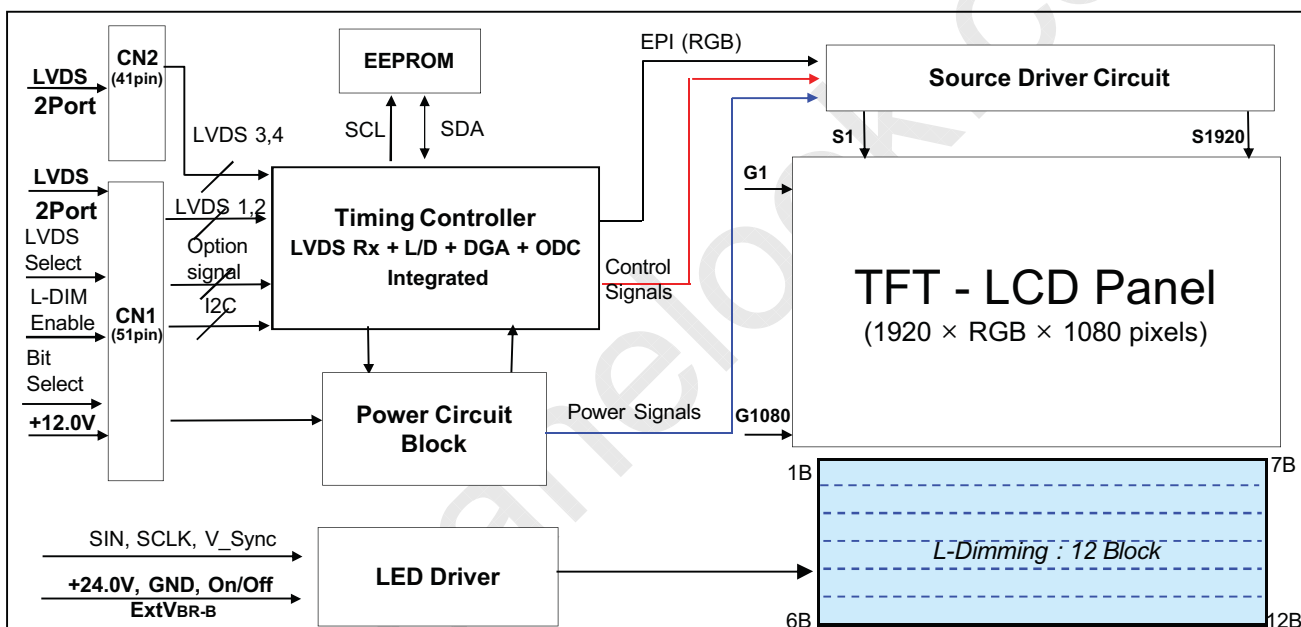 CN2
(41pin)
LVDS
2Port
EEPROM
EPI (RGB)
Source Driver Circuit
SCL
SDA
LVDS 3,4
S1
S1920
LVDS
2Port
LVDS 1,2
G1
Timing Controller
LVDS Rx + L/D + DGA + ODC
Integrated
LVDS
Select
Option
signal
I2C
Control
Signals
TFT - LCD Panel
(1920 × RGB × 1080 pixels)
L-DIM
Enable
CN1
(51pin)
Bit
Select
+12.0V
Power Circuit
Block
Power Signals
G1080
1B
7B
SIN, SCLK, V_Sync
+24.0V, GND, On/Off
ExtVBR-B
LED Driver
L-Dimming : 12 Block
6B
12B